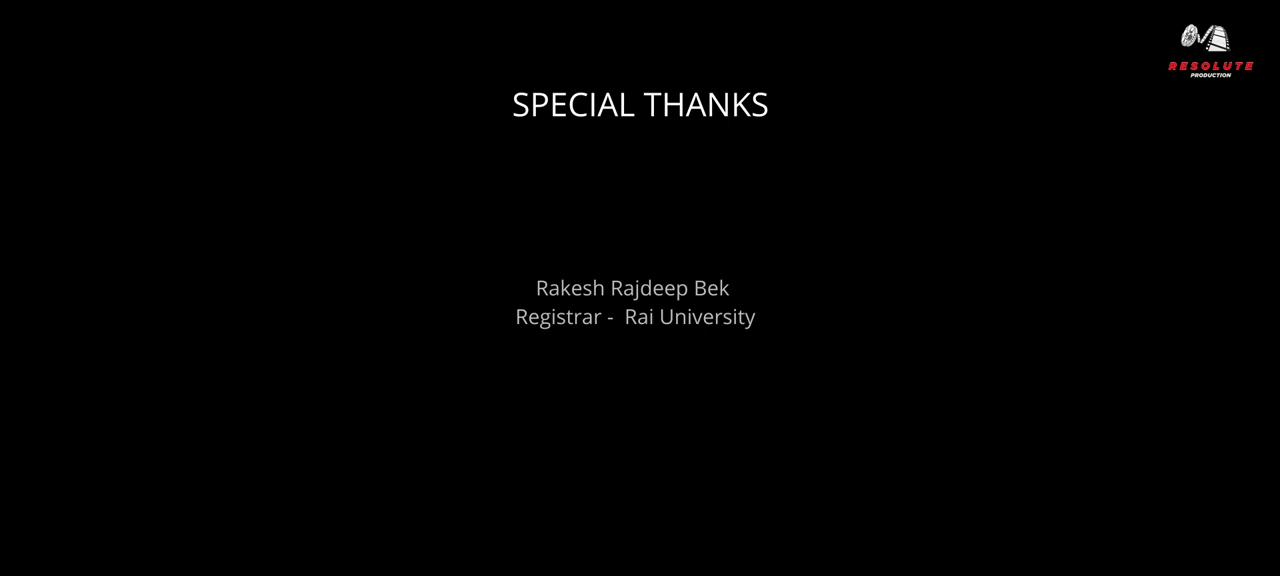 RESOLUTE
PRODUCTION
SPECIAL THANKS
Rakesh Rajdeep Bek
Registrar -  Rai University